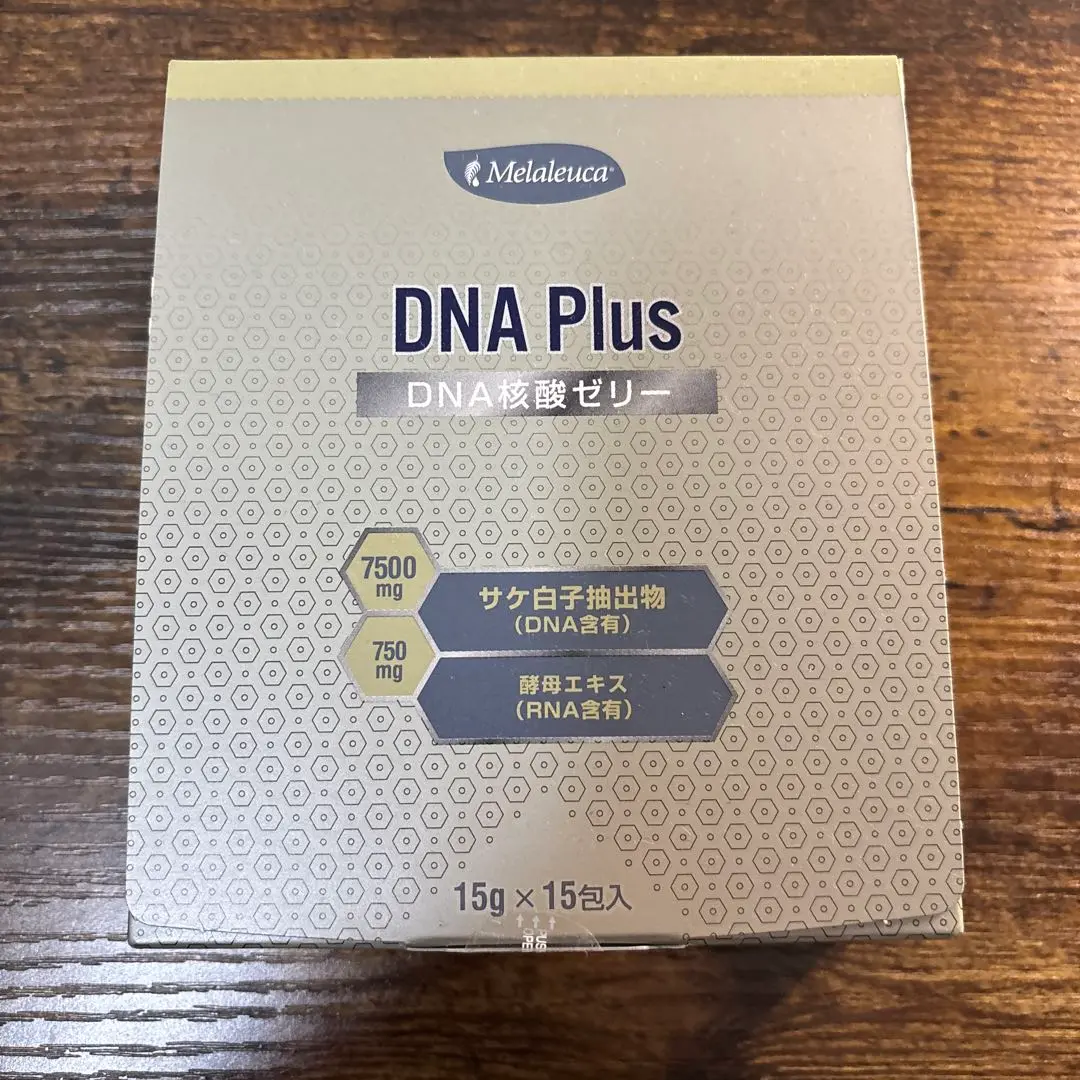 Melaleuca
DNA Plus
DNA核酸ゼリー
7500
mg
サケ白子抽出物
(DNA含有)
750
mg
酵母エキス
(RNA含有)
15g×15包入